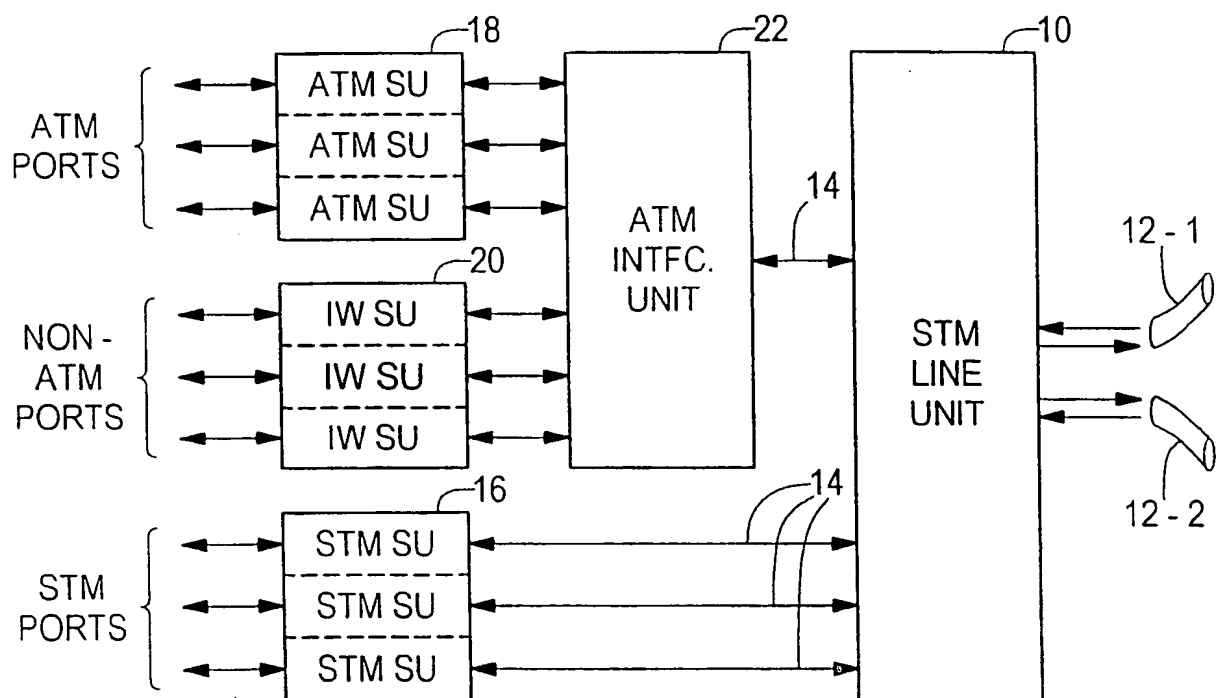 18
22
10
ATM
PORTS
ATM SU
ATM SU
ATM SU
20
NON -
ATM
PORTS
IW SU
IW SU
IW SU
16
STM
PORTS
STM SU
STM SU
STM SU
ATM
INTFC.
UNIT
14
14
STM
LINE
UNIT
12 - 1
12 - 2